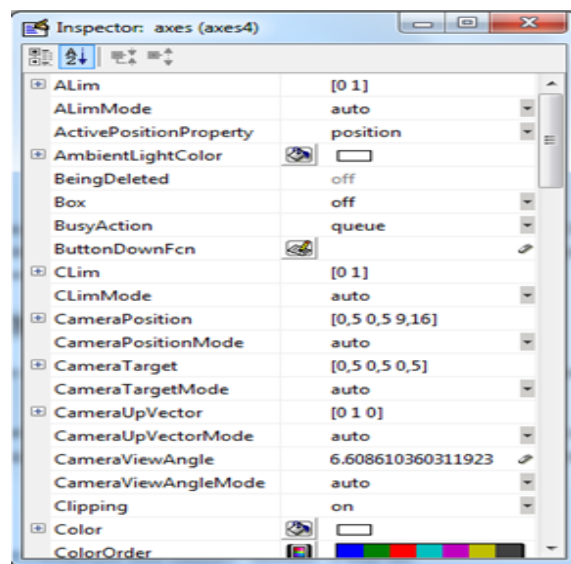 Inspector: axes (axes4)
ALim [0 1]
ALimMode auto
ActivePositionProperty position
AmbientLightColor
BeingDeleted off
Box off
BusyAction queue
ButtonDownFcn
CLim [0 1]
CLimMode auto
CameraPosition [0,5 0,5 9,16]
CameraPositionMode auto
CameraTarget [0,5 0,5 0,5]
CameraTargetMode auto
CameraUpVector [0 1 0]
CameraUpVectorMode auto
CameraViewAngle 6.608610360311923
CameraViewAngleMode auto
Clipping on
Color
ColorOrder